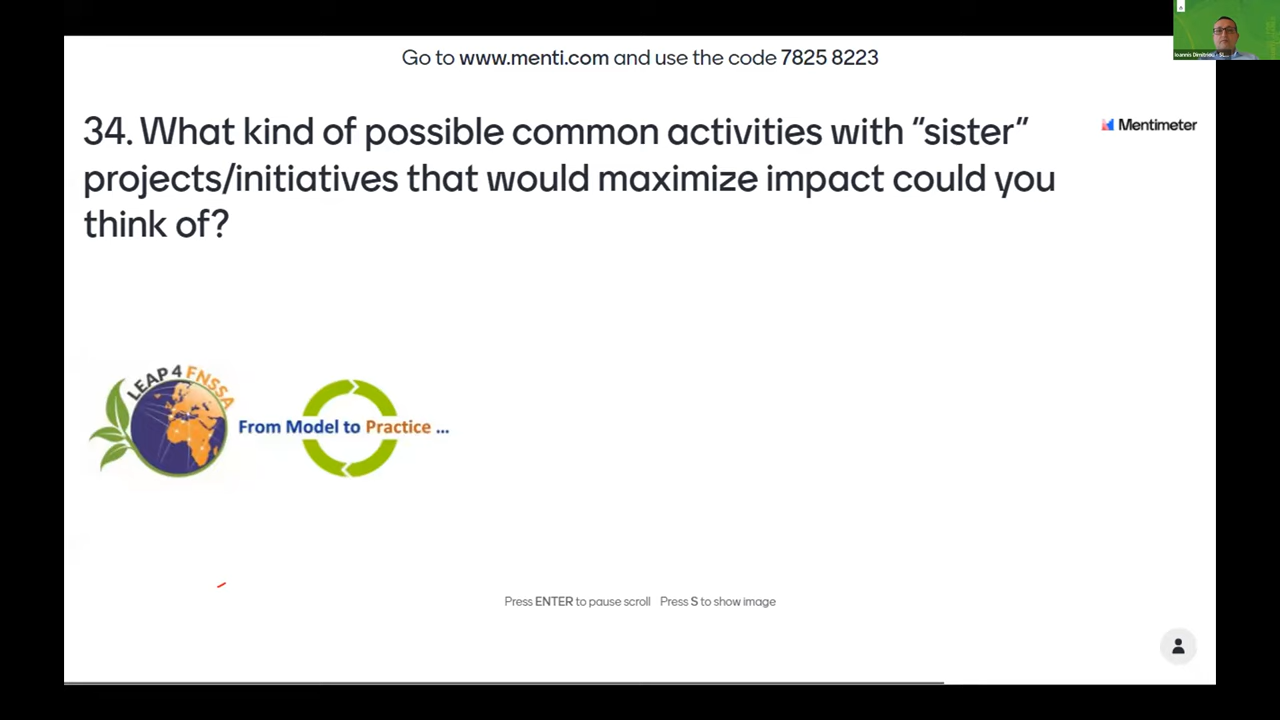 Go to www.menti.com and use the code 7825 8223
34. What kind of possible common activities with “sister”
projects/initiatives that would maximize impact could you
think of?
Mentimeter
LEAP4FNSSA
From Model to Practice ...
Press ENTER to pause scroll Press S to show image